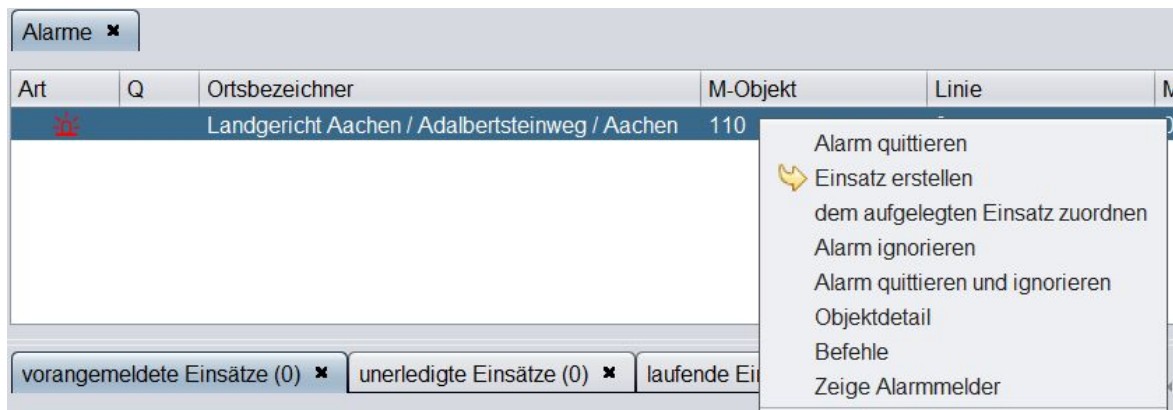 Alarme
Art Q Ortsbezeichner M-Objekt Linie
Landgericht Aachen / Adalbertsteinweg / Aachen 110
Alarm quittieren
Einsatz erstellen
dem aufgelegten Einsatz zuordnen
Alarm ignorieren
Alarm quittieren und ignorieren
Objektdetail
Befehle
Zeige Alarmmelder
vorangemeldete Einsätze (0) unerledigte Einsätze (0) laufende